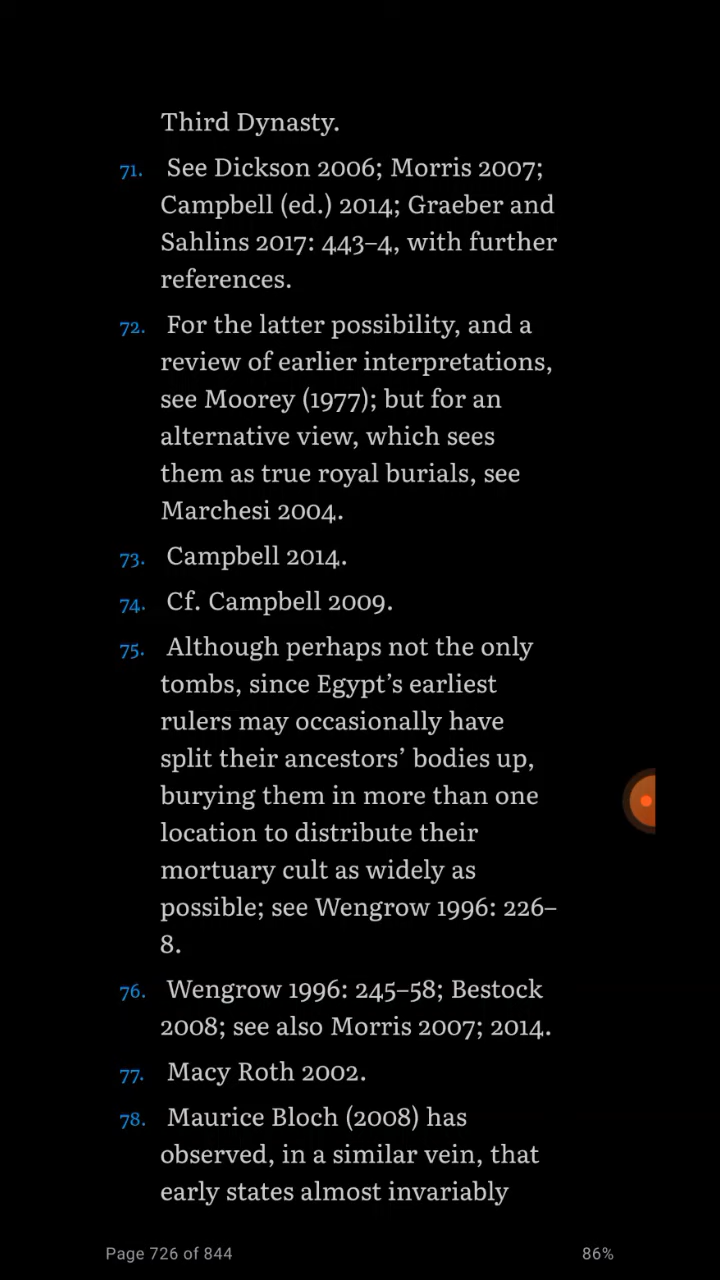 Third Dynasty.
71. See Dickson 2006; Morris 2007;
Campbell (ed.) 2014; Graeber and
Sahlins 2017: 443–4, with further
references.
72. For the latter possibility, and a
review of earlier interpretations,
see Moorey (1977); but for an
alternative view, which sees
them as true royal burials, see
Marchesi 2004.
73. Campbell 2014.
74. Cf. Campbell 2009.
75. Although perhaps not the only
tombs, since Egypt’s earliest
rulers may occasionally have
split their ancestors’ bodies up,
burying them in more than one
location to distribute their
mortuary cult as widely as
possible; see Wengrow 1996: 226–
8.
76. Wengrow 1996: 245–58; Bestock
2008; see also Morris 2007; 2014.
77. Macy Roth 2002.
78. Maurice Bloch (2008) has
observed, in a similar vein, that
early states almost invariably
Page 726 of 844 86%